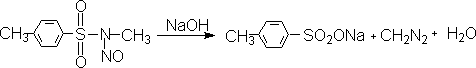 O
NaOH
CH₃ S N CH₃ CH₃ SO₂ONa + CH₂N₂ + H₂O
O NO